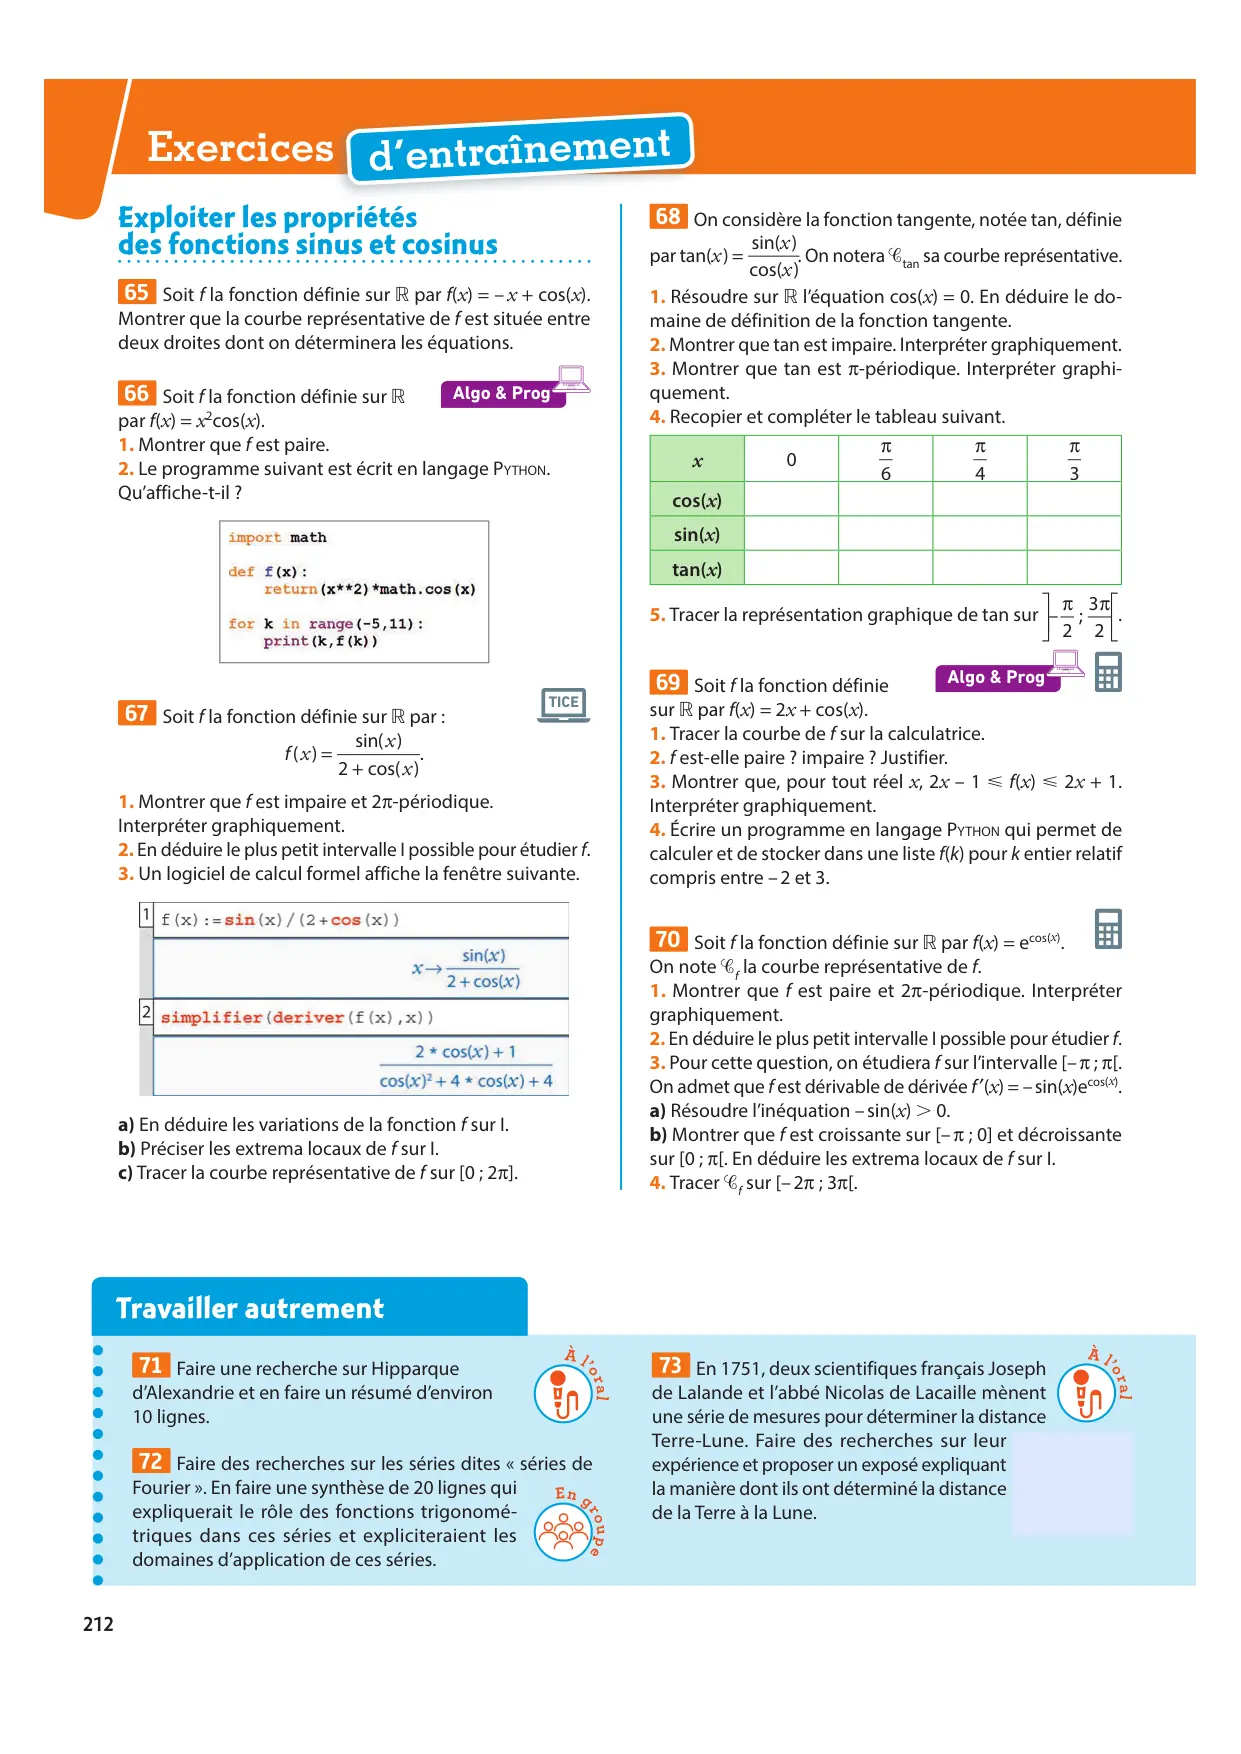 Exercices d'entraînement
Exploiter les propriétés
des fonctions sinus et cosinus
65 Soit f la fonction définie sur ℝ par f(x) = – x + cos(x).
Montrer que la courbe représentative de f est située entre
deux droites dont on déterminera les équations.
66 Soit f la fonction définie sur ℝ
Algo & Prog
par f(x) = x²cos(x).
1. Montrer que f est paire.
2. Le programme suivant est écrit en langage PYTHON.
Qu'affiche-t-il ?
import math
def f(x):
return(x**2)*math.cos(x)
for k in range(-5,11):
print(k,f(k))
67 Soit f la fonction définie sur ℝ par :
TICE
f(x) = sin(x) / (2 + cos(x)).
1. Montrer que f est impaire et 2π-périodique.
Interpréter graphiquement.
2. En déduire le plus petit intervalle I possible pour étudier f.
3. Un logiciel de calcul formel affiche la fenêtre suivante.
1 f(x):=sin(x)/(2+cos(x))
x→ sin(x) / (2+cos(x))
2 simplifier(deriver(f(x),x))
2 * cos(x) + 1
cos(x)² + 4 * cos(x) + 4
a) En déduire les variations de la fonction f sur I.
b) Préciser les extrema locaux de f sur I.
c) Tracer la courbe représentative de f sur [0 ; 2π].
68 On considère la fonction tangente, notée tan, définie
par tan(x) = sin(x) / cos(x). On notera 𝒞tan sa courbe représentative.
1. Résoudre sur ℝ l'équation cos(x) = 0. En déduire le do-
maine de définition de la fonction tangente.
2. Montrer que tan est impaire. Interpréter graphiquement.
3. Montrer que tan est π-périodique. Interpréter graphi-
quement.
4. Recopier et compléter le tableau suivant.
x 0 π/6 π/4 π/3
cos(x)
sin(x)
tan(x)
5. Tracer la représentation graphique de tan sur ]–π/2 ; 3π/2[.
69 Soit f la fonction définie
Algo & Prog
sur ℝ par f(x) = 2x + cos(x).
1. Tracer la courbe de f sur la calculatrice.
2. f est-elle paire ? impaire ? Justifier.
3. Montrer que, pour tout réel x, 2x – 1 ⩽ f(x) ⩽ 2x + 1.
Interpréter graphiquement.
4. Écrire un programme en langage PYTHON qui permet de
calculer et de stocker dans une liste f(k) pour k entier relatif
compris entre – 2 et 3.
70 Soit f la fonction définie sur ℝ par f(x) = e^cos(x).
On note 𝒞f la courbe représentative de f.
1. Montrer que f est paire et 2π-périodique. Interpréter
graphiquement.
2. En déduire le plus petit intervalle I possible pour étudier f.
3. Pour cette question, on étudiera f sur l'intervalle [– π ; π[.
On admet que f est dérivable de dérivée f′(x) = – sin(x)e^cos(x).
a) Résoudre l'inéquation – sin(x) > 0.
b) Montrer que f est croissante sur [– π ; 0] et décroissante
sur [0 ; π[. En déduire les extrema locaux de f sur I.
4. Tracer 𝒞f sur [– 2π ; 3π[.
Travailler autrement
71 Faire une recherche sur Hipparque
d'Alexandrie et en faire un résumé d'environ
10 lignes.
À l'oral
72 Faire des recherches sur les séries dites « séries de
Fourier ». En faire une synthèse de 20 lignes qui
expliquerait le rôle des fonctions trigonomé-
triques dans ces séries et expliciteraient les
domaines d'application de ces séries.
En groupe
73 En 1751, deux scientifiques français Joseph
de Lalande et l'abbé Nicolas de Lacaille mènent
une série de mesures pour déterminer la distance
Terre-Lune. Faire des recherches sur leur
expérience et proposer un exposé expliquant
la manière dont ils ont déterminé la distance
de la Terre à la Lune.
À l'oral
212